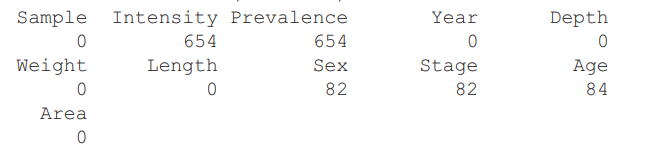 Sample Intensity Prevalence Year Depth
0 654 654 0 0
Weight Length Sex Stage Age
0 0 82 82 84
Area
0